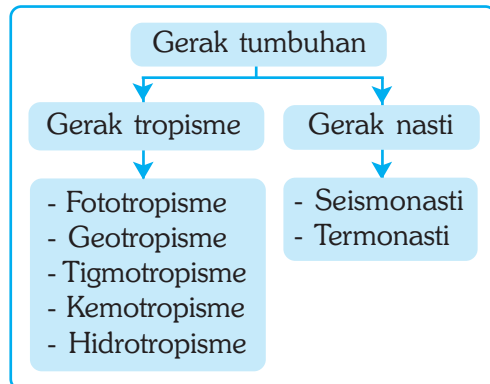 Gerak tumbuhan
Gerak tropisme
Gerak nasti
- Fototropisme
- Geotropisme
- Tigmotropisme
- Kemotropisme
- Hidrotropisme
- Seismonasti
- Termonasti